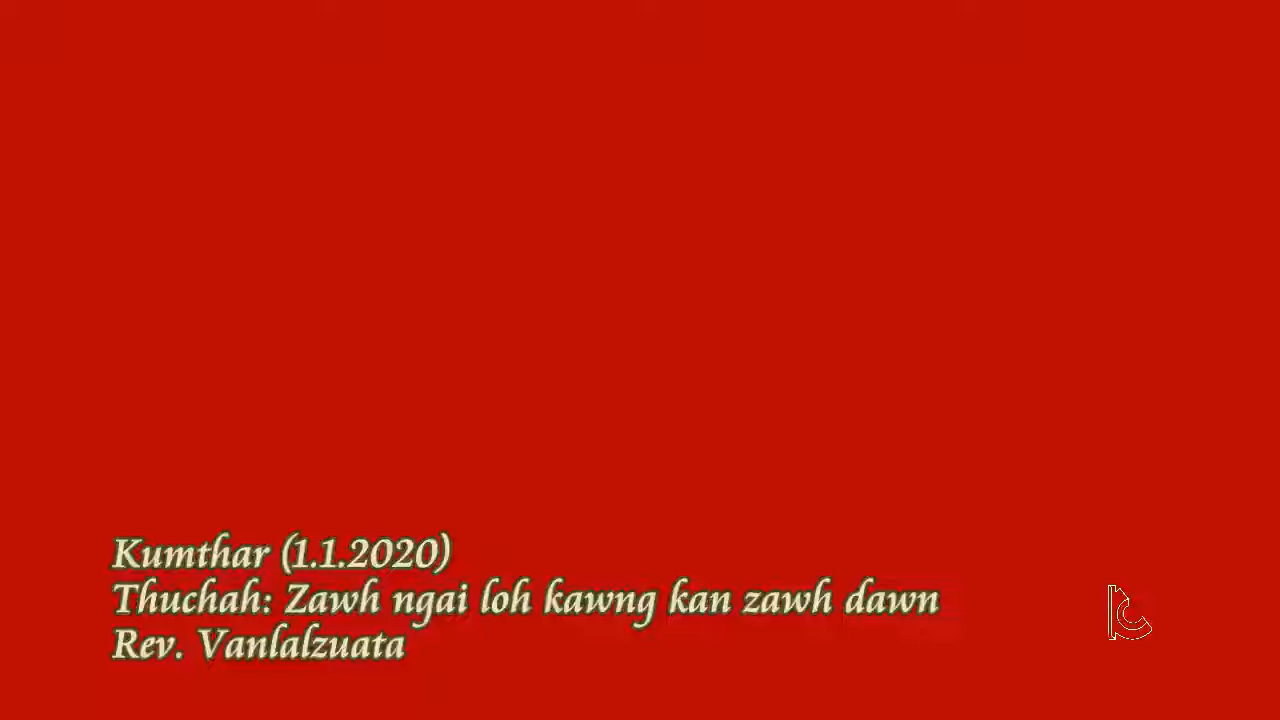 Kumthar (1.1.2020)
Thuchah: Zawh ngai loh kawng kan zawh dawn
Rev. Vanlalzuata